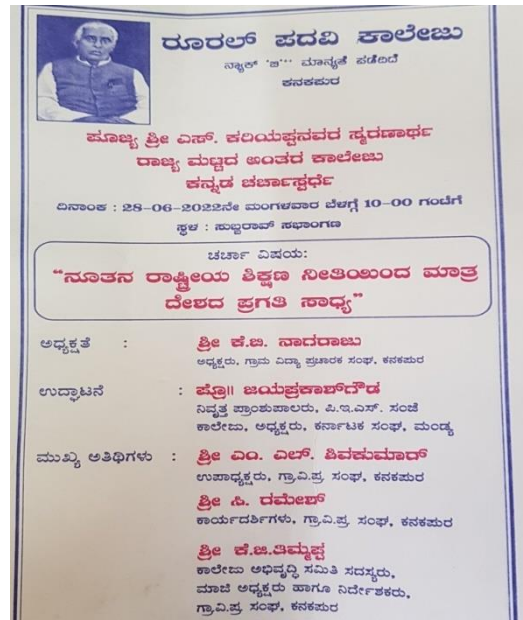 ರೂರಲ್ ಪದವಿ ಕಾಲೇಜು
ನ್ಯಾಕ್ 'ಬಿ++' ಮಾನ್ಯತೆ ಪಡೆದಿದೆ
ಕನಕಪುರ
ಪೂಜ್ಯ ಶ್ರೀ ಎಸ್. ಕರಿಯಪ್ಪನವರ ಸ್ಮರಣಾರ್ಥ
ರಾಜ್ಯ ಮಟ್ಟದ ಅಂತರ ಕಾಲೇಜು
ಕನ್ನಡ ಚರ್ಚಾಸ್ಪರ್ಧೆ
ದಿನಾಂಕ : 28-06-2022ನೇ ಮಂಗಳವಾರ ಬೆಳಗ್ಗೆ 10-00 ಗಂಟೆಗೆ
ಸ್ಥಳ : ಸುಬ್ಬರಾವ್ ಸಭಾಂಗಣ
ಚರ್ಚಾ ವಿಷಯ:
"ನೂತನ ರಾಷ್ಟ್ರೀಯ ಶಿಕ್ಷಣ ನೀತಿಯಿಂದ ಮಾತ್ರ
ದೇಶದ ಪ್ರಗತಿ ಸಾಧ್ಯ"
ಅಧ್ಯಕ್ಷತೆ : ಶ್ರೀ ಕೆ.ಬಿ. ನಾಗರಾಜು
ಅಧ್ಯಕ್ಷರು, ಗ್ರಾಮ ವಿದ್ಯಾ ಪ್ರಚಾರಕ ಸಂಘ, ಕನಕಪುರ
ಉದ್ಘಾಟನೆ : ಪ್ರೊ|| ಜಯಪ್ರಕಾಶ್‌ಗೌಡ
ನಿವೃತ್ತ ಪ್ರಾಂಶುಪಾಲರು, ಪಿ.ಇ.ಎಸ್. ಸಂಜೆ
ಕಾಲೇಜು, ಅಧ್ಯಕ್ಷರು, ಕರ್ನಾಟಕ ಸಂಘ, ಮಂಡ್ಯ
ಮುಖ್ಯ ಅತಿಥಿಗಳು : ಶ್ರೀ ಎಂ. ಎಲ್. ಶಿವಕುಮಾರ್
ಉಪಾಧ್ಯಕ್ಷರು, ಗ್ರಾ.ವಿ.ಪ್ರ. ಸಂಘ, ಕನಕಪುರ
ಶ್ರೀ ಸಿ. ರಮೇಶ್
ಕಾರ್ಯದರ್ಶಿಗಳು, ಗ್ರಾ.ವಿ.ಪ್ರ. ಸಂಘ, ಕನಕಪುರ
ಶ್ರೀ ಕೆ.ಜಿ.ತಿಮ್ಮಪ್ಪ
ಕಾಲೇಜು ಅಭಿವೃದ್ಧಿ ಸಮಿತಿ ಸದಸ್ಯರು,
ಮಾಜಿ ಅಧ್ಯಕ್ಷರು ಹಾಗೂ ನಿರ್ದೇಶಕರು,
ಗ್ರಾ.ವಿ.ಪ್ರ. ಸಂಘ, ಕನಕಪುರ